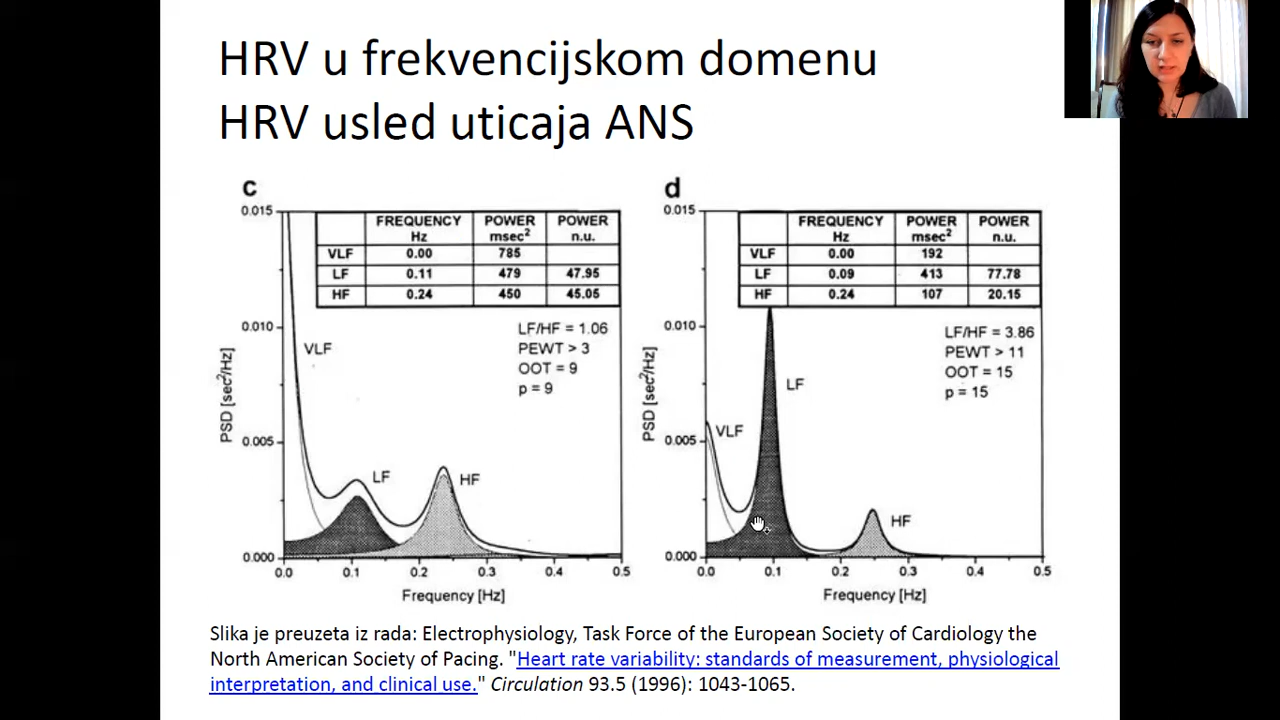 HRV u frekvencijskom domenu
HRV usled uticaja ANS
c
FREQUENCY Hz POWER msec² POWER n.u.
VLF 0.00 785
LF 0.11 479 47.95
HF 0.24 450 45.05
LF/HF = 1.06
PEWT > 3
OOT = 9
p = 9
VLF
LF
HF
PSD [sec²/Hz]
0.015
0.010
0.005
0.000
0.0 0.1 0.2 0.3 0.4 0.5
Frequency [Hz]
d
FREQUENCY Hz POWER msec² POWER n.u.
VLF 0.00 192
LF 0.09 413 77.78
HF 0.24 107 20.15
LF/HF = 3.86
PEWT > 11
OOT = 15
p = 15
LF
VLF
HF
PSD [sec²/Hz]
0.015
0.010
0.005
0.000
0.0 0.1 0.2 0.3 0.4 0.5
Frequency [Hz]
Slika je preuzeta iz rada: Electrophysiology, Task Force of the European Society of Cardiology the
North American Society of Pacing. "Heart rate variability: standards of measurement, physiological
interpretation, and clinical use." Circulation 93.5 (1996): 1043-1065.